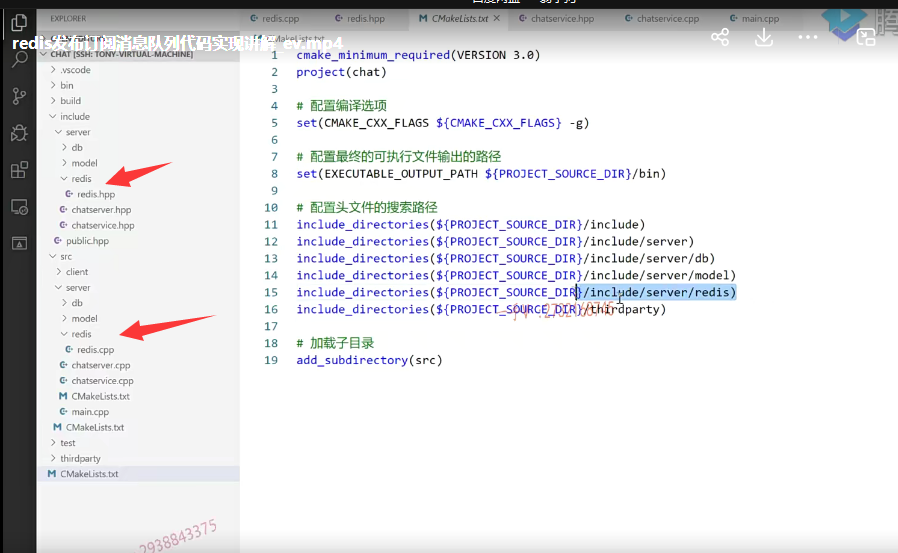 EXPLORER
redis.cpp
redis.hpp
CMakeLists.txt
chatservice.hpp
chatservice.cpp
main.cpp
redis发布订阅消息队列代码实现讲解_ev.mp4
CMakeLists.txt
CHAT [SSH: TONY-VIRTUAL-MACHINE]
.vscode
bin
build
include
server
db
model
redis
redis.hpp
chatserver.hpp
chatservice.hpp
public.hpp
src
client
server
db
model
redis
redis.cpp
chatserver.cpp
chatservice.cpp
CMakeLists.txt
main.cpp
CMakeLists.txt
test
thirdparty
CMakeLists.txt
1 cmake_minimum_required(VERSION 3.0)
2 project(chat)
3
4 # 配置编译选项
5 set(CMAKE_CXX_FLAGS ${CMAKE_CXX_FLAGS} -g)
6
7 # 配置最终的可执行文件输出的路径
8 set(EXECUTABLE_OUTPUT_PATH ${PROJECT_SOURCE_DIR}/bin)
9
10 # 配置头文件的搜索路径
11 include_directories(${PROJECT_SOURCE_DIR}/include)
12 include_directories(${PROJECT_SOURCE_DIR}/include/server)
13 include_directories(${PROJECT_SOURCE_DIR}/include/server/db)
14 include_directories(${PROJECT_SOURCE_DIR}/include/server/model)
15 include_directories(${PROJECT_SOURCE_DIR}/include/server/redis)
16 include_directories(${PROJECT_SOURCE_DIR}/thirdparty)
17
18 # 加载子目录
19 add_subdirectory(src)
2938843375